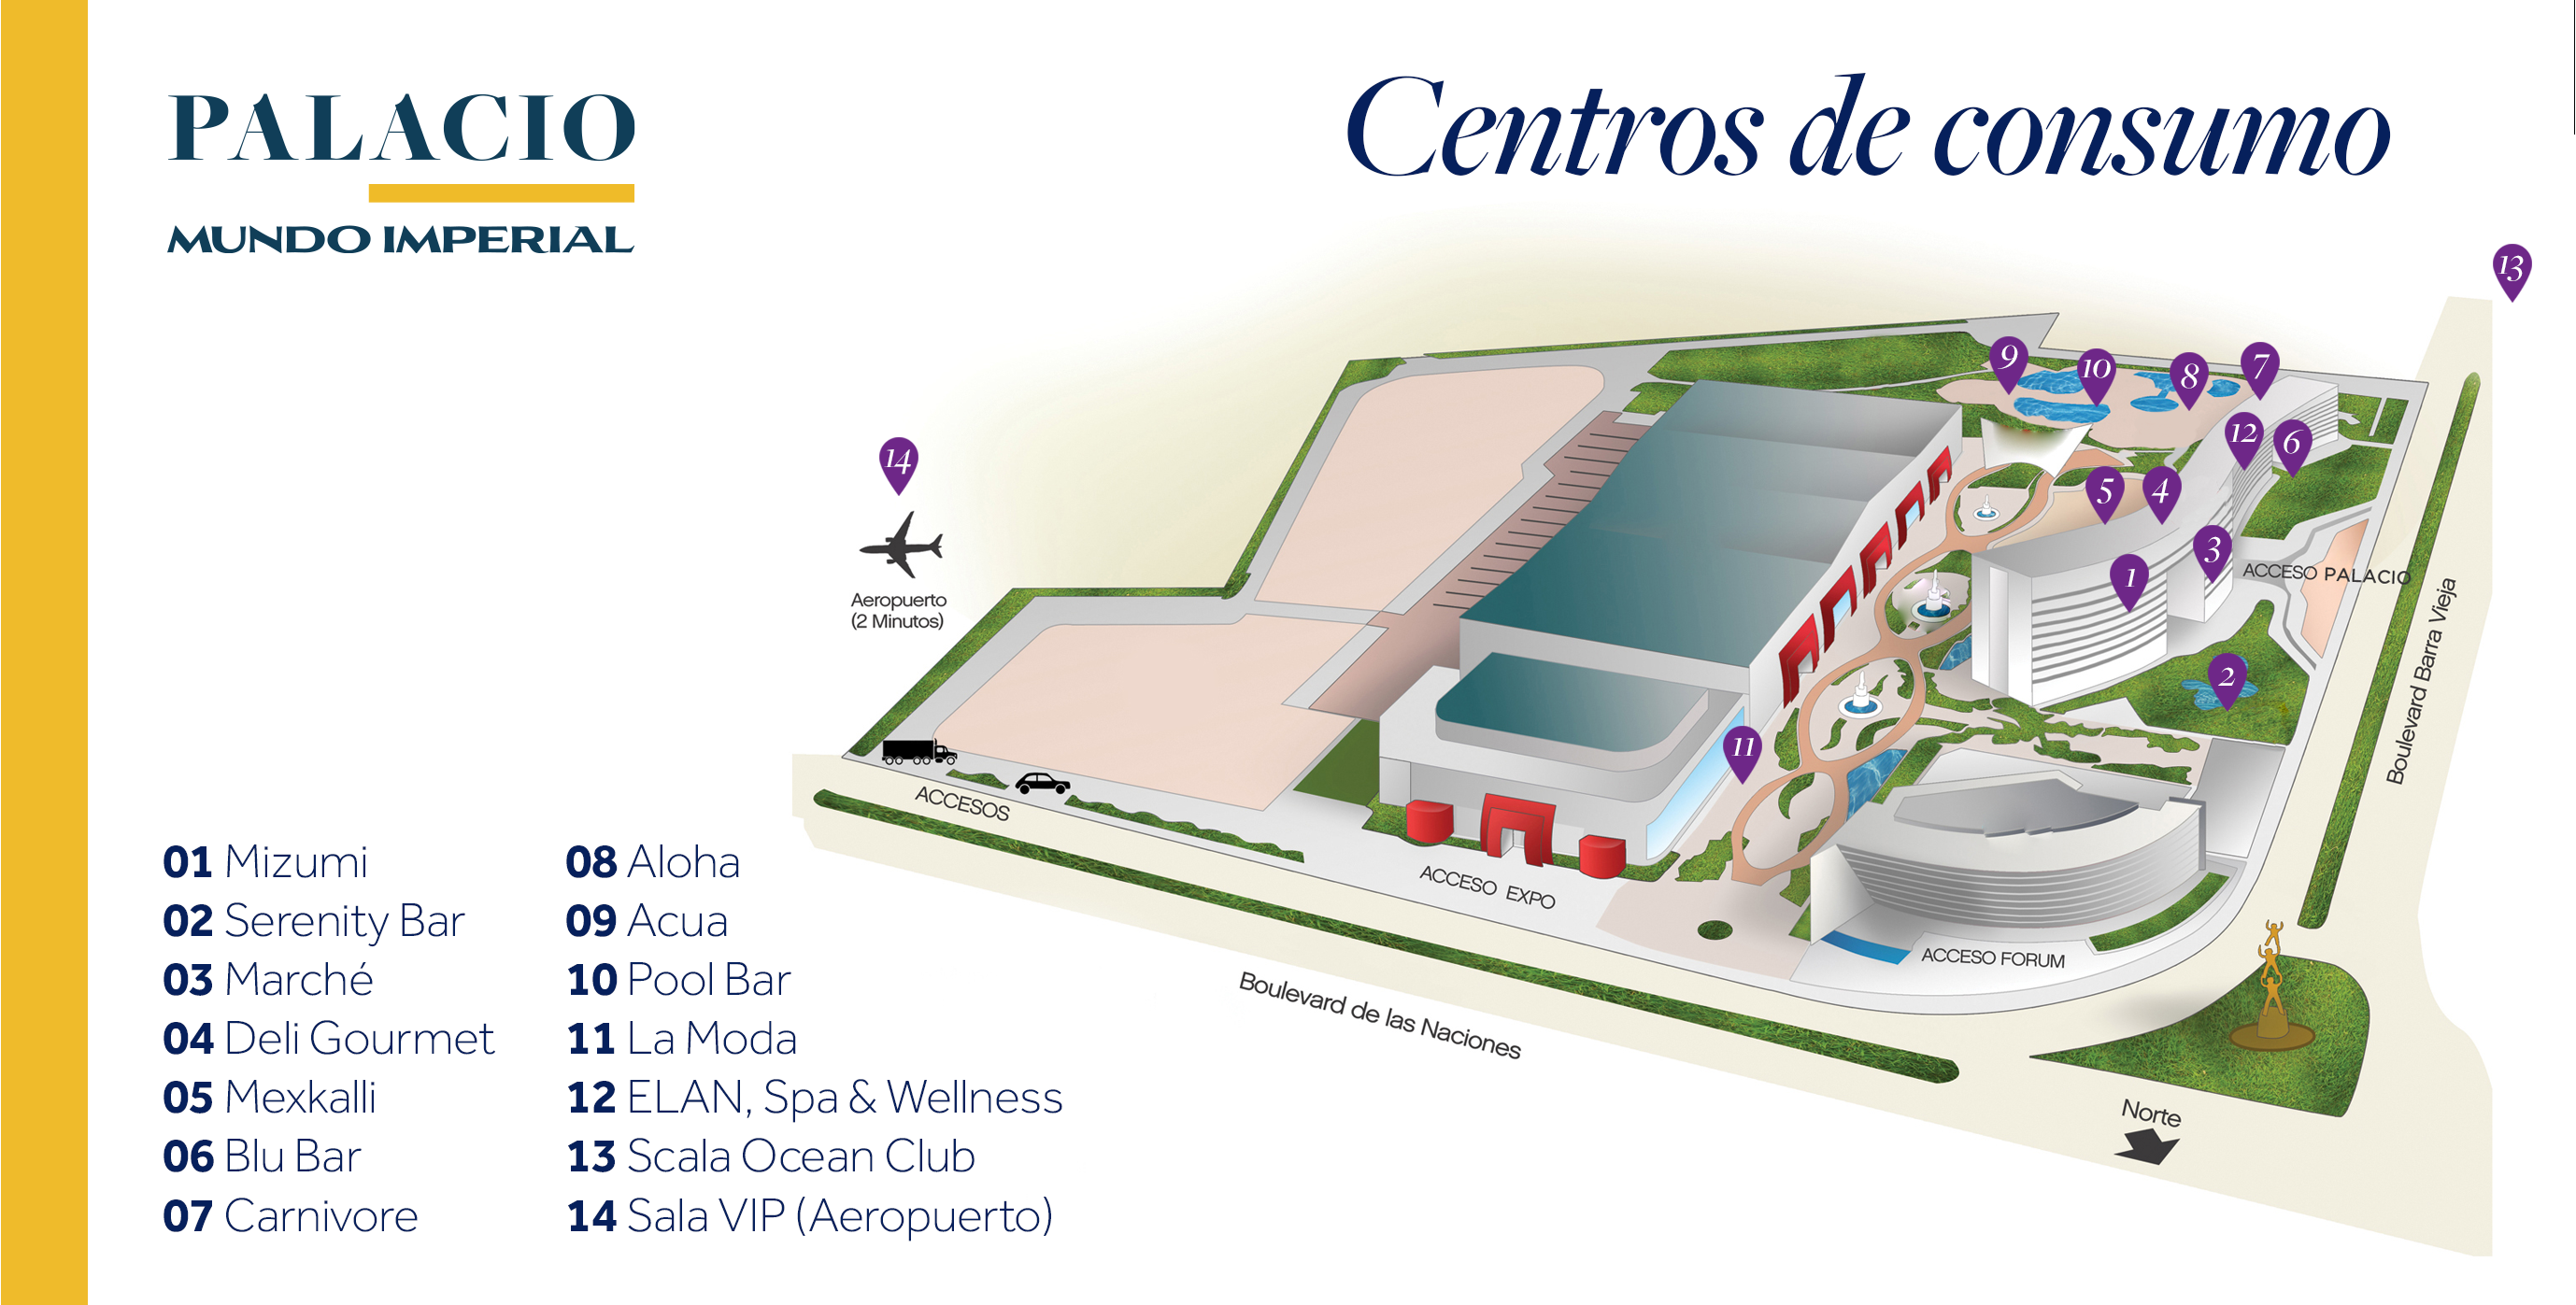 PALACIO
MUNDO IMPERIAL
Centros de consumo
13
9
10
8
7
12
6
14
5
4
3
1
ACCESO PALACIO
Aeropuerto
(2 Minutos)
Boulevard Barra Vieja
2
11
ACCESOS
ACCESO EXPO
ACCESO FORUM
Boulevard de las Naciones
Norte
01 Mizumi
02 Serenity Bar
03 Marché
04 Deli Gourmet
05 Mexkalli
06 Blu Bar
07 Carnivore
08 Aloha
09 Acua
10 Pool Bar
11 La Moda
12 ELAN, Spa & Wellness
13 Scala Ocean Club
14 Sala VIP (Aeropuerto)